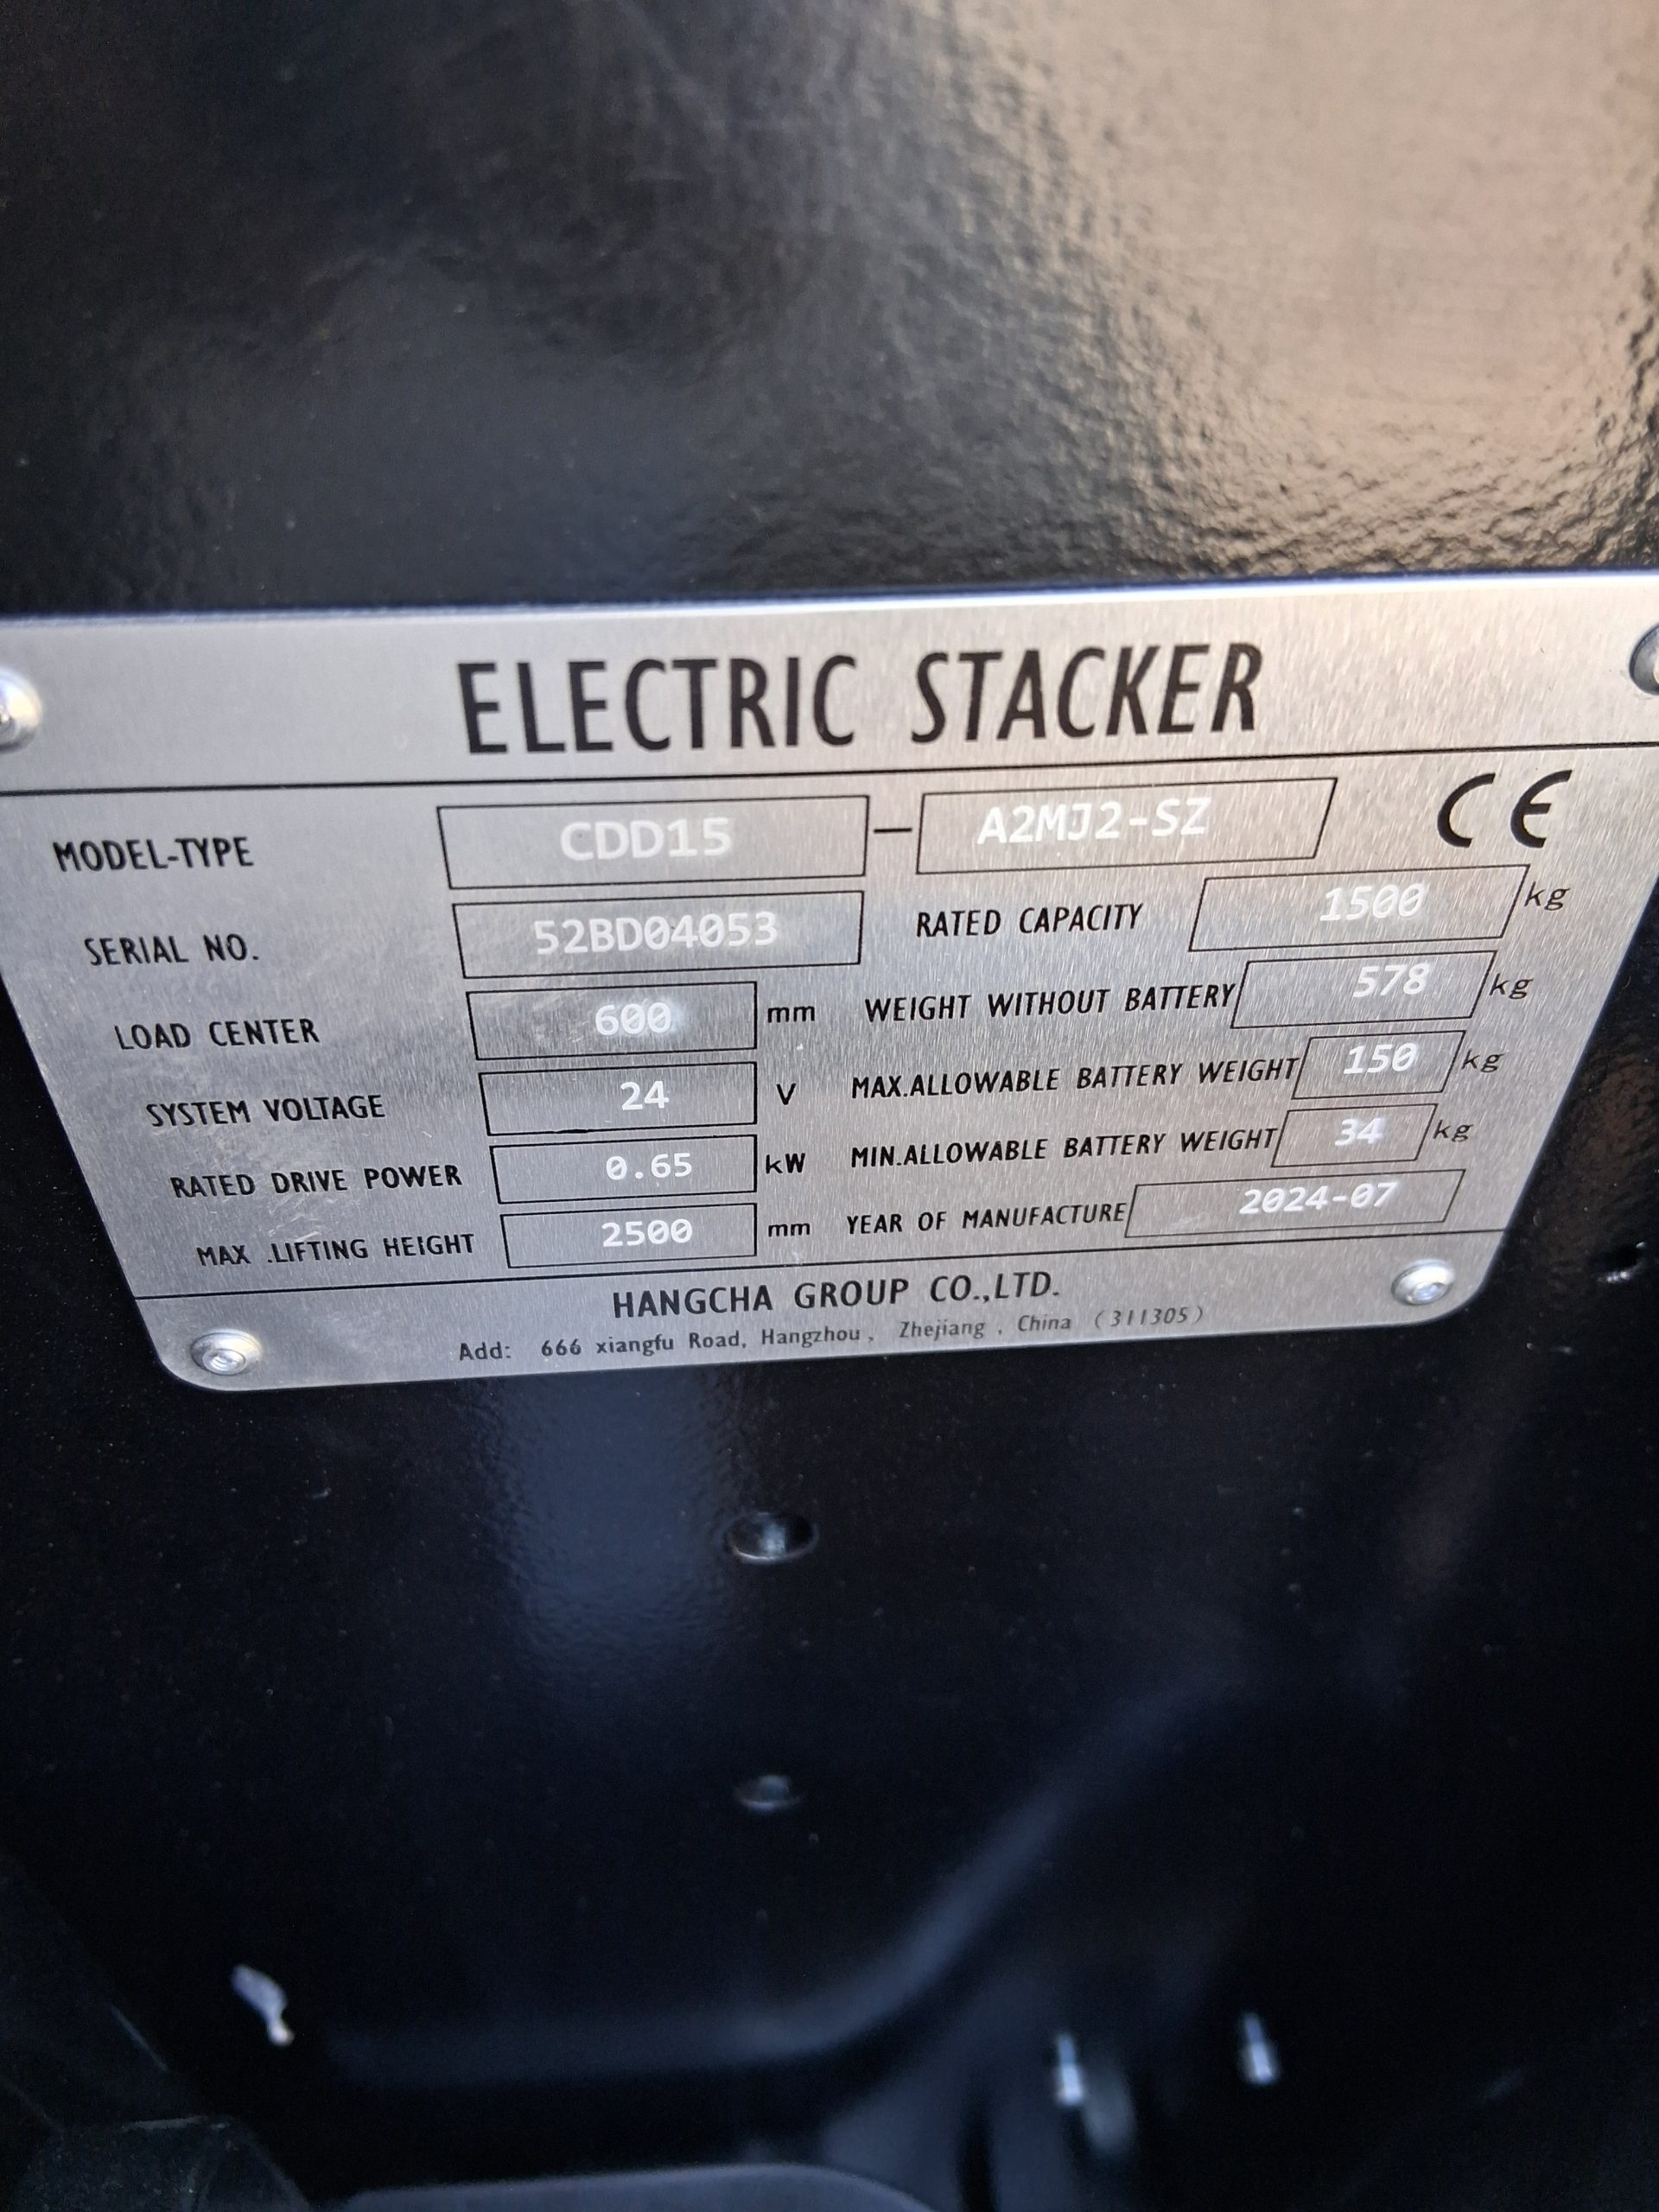 ELECTRIC STACKER
MODEL-TYPE CDD15 — A2MJ2-SZ CE
SERIAL NO. 52BD04053 RATED CAPACITY 1500 kg
LOAD CENTER 600 mm WEIGHT WITHOUT BATTERY 578 kg
SYSTEM VOLTAGE 24 V MAX.ALLOWABLE BATTERY WEIGHT 150 kg
RATED DRIVE POWER 0.65 kW MIN.ALLOWABLE BATTERY WEIGHT 34 kg
MAX .LIFTING HEIGHT 2500 mm YEAR OF MANUFACTURE 2024-07
HANGCHA GROUP CO.,LTD.
Add: 666 xiangfu Road, Hangzhou, Zhejiang, China (311305)